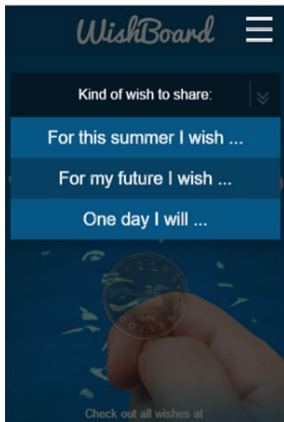 WishBoard
Kind of wish to share:
For this summer I wish ...
For my future I wish ...
One day I will ...
DOLLAR
Check out all wishes at